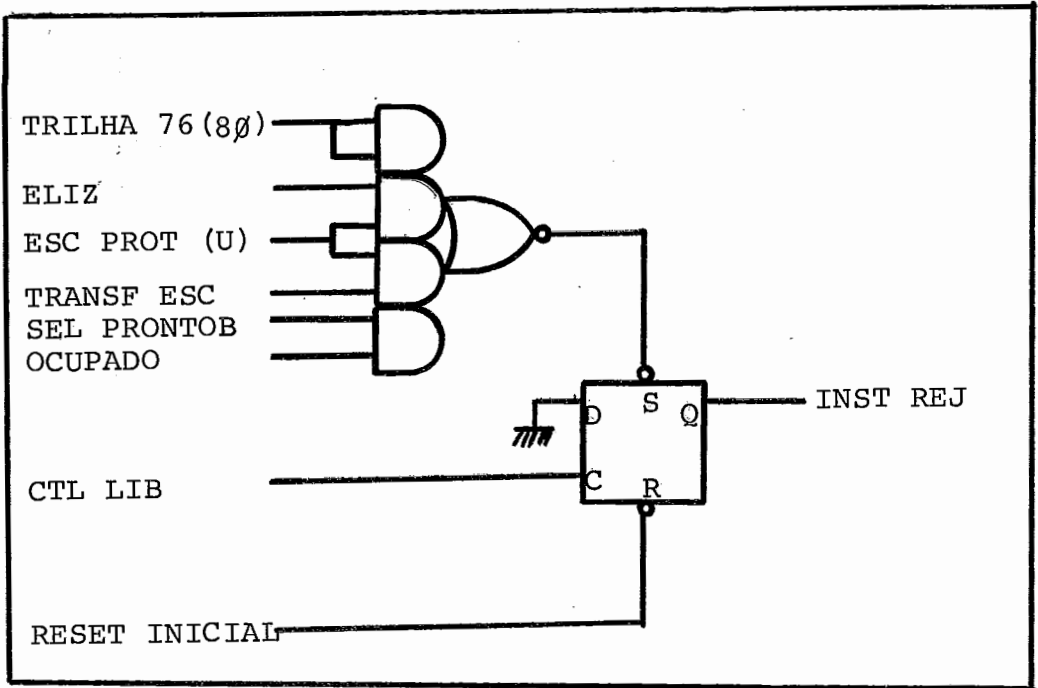 TRILHA 76(8Ø)
ELIZ
ESC PROT (U)
TRANSF ESC
SEL PRONTOB
OCUPADO
S
D
Q
INST REJ
CTL LIB
C
R
RESET INICIAL